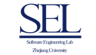 SEL
Software Engineering Lab
Zhejiang University